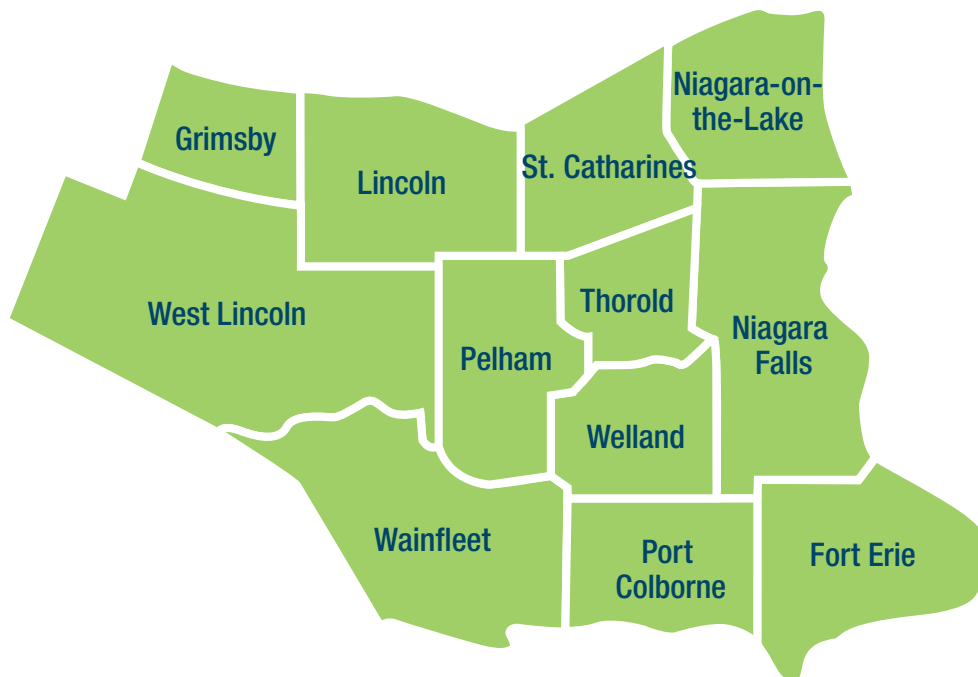 Niagara-on-
the-Lake
Grimsby
St. Catharines
Lincoln
Thorold
West Lincoln
Niagara
Falls
Pelham
Welland
Wainfleet
Port
Colborne
Fort Erie